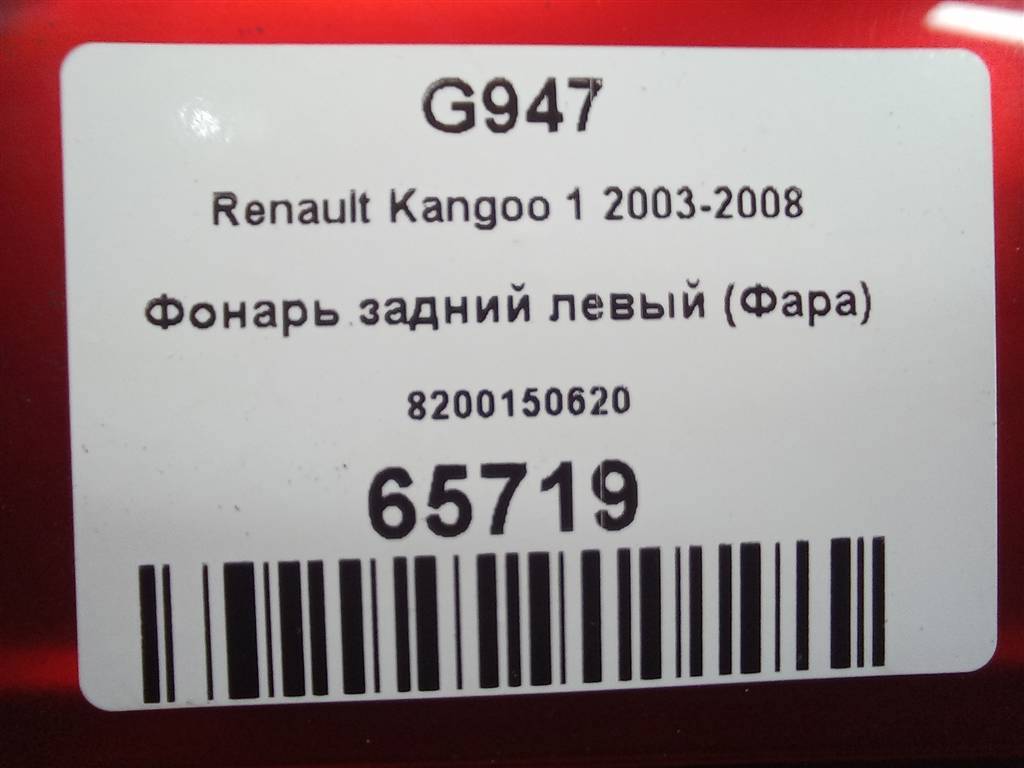 G947
Renault Kangoo 1 2003-2008
Фонарь задний левый (Фара)
8200150620
65719